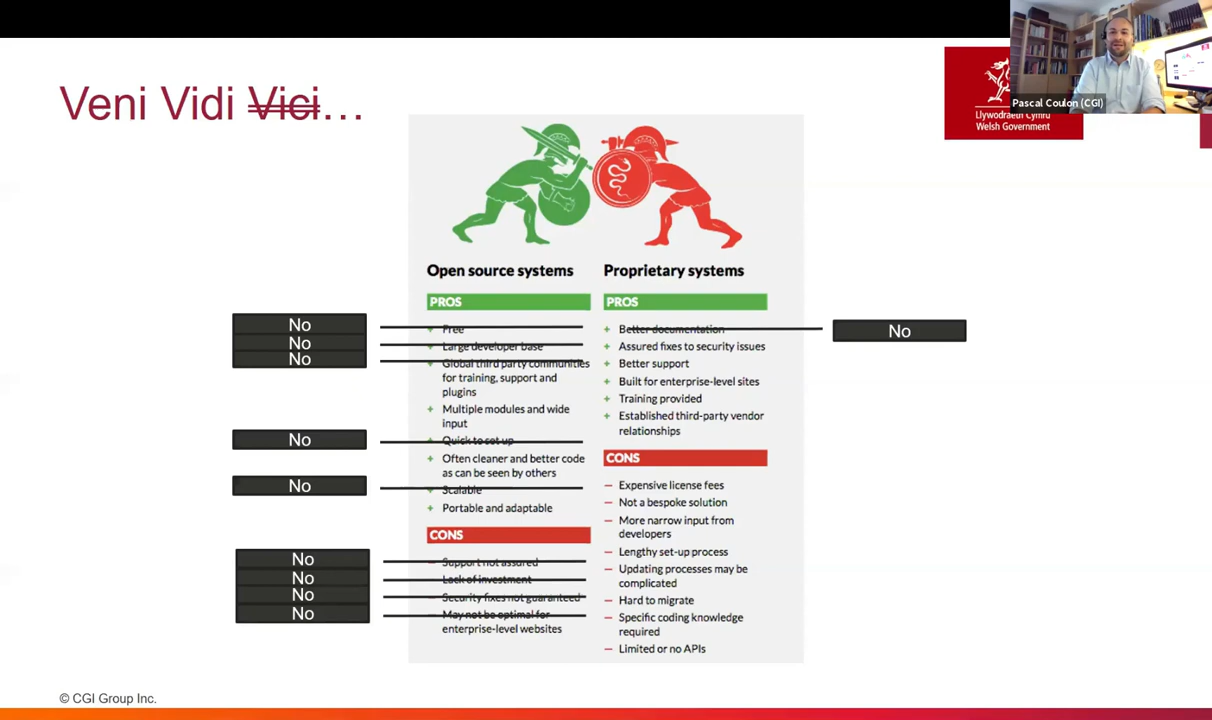 Veni Vidi Vici…
Pascal Coulon (CGI)
Llywodraeth Cymru
Welsh Government
Open source systems
PROS
No
Free
No
Large developer base
No
Global third party communities
for training, support and
plugins
Multiple modules and wide
input
No
Quick to set up
Often cleaner and better code
as can be seen by others
No
Scalable
Portable and adaptable
CONS
No
Support not assured
No
Lack of investment
No
Security fixes not guaranteed
No
May not be optimal for
enterprise-level websites
Proprietary systems
PROS
Better documentation
No
Assured fixes to security issues
Better support
Built for enterprise-level sites
Training provided
Established third-party vendor
relationships
CONS
Expensive license fees
Not a bespoke solution
More narrow input from
developers
Lengthy set-up process
Updating processes may be
complicated
Hard to migrate
Specific coding knowledge
required
Limited or no APIs
© CGI Group Inc.